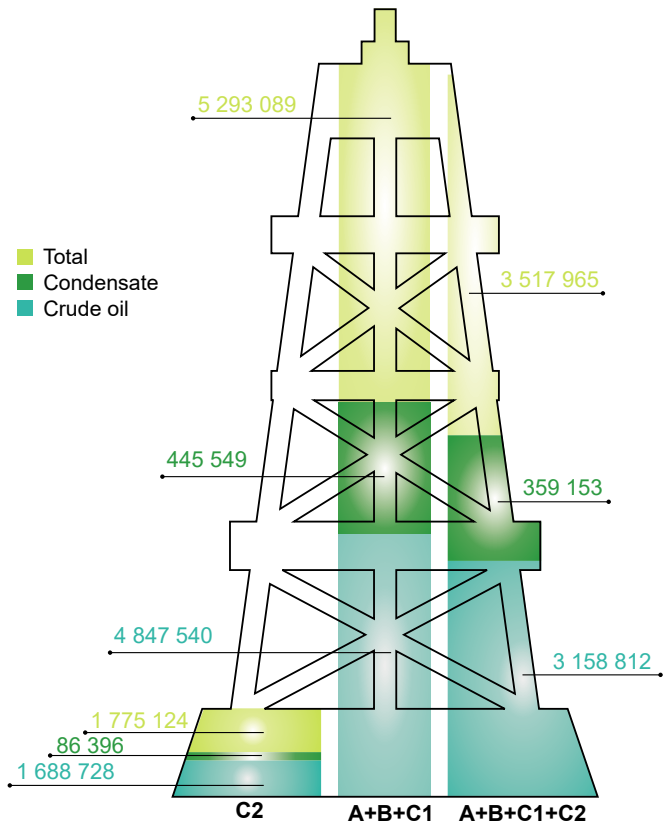 5 293 089
Total
Condensate
Crude oil
3 517 965
445 549
359 153
4 847 540
3 158 812
1 775 124
86 396
1 688 728
C2
A+B+C1
A+B+C1+C2